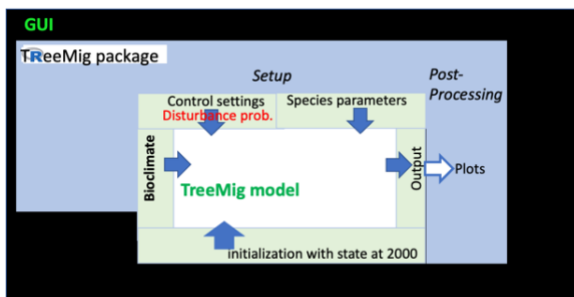 GUI
TReeMig package
Setup
Post-
Processing
Control settings
Disturbance prob.
Species parameters
Bioclimate
TreeMig model
Output
Plots
initialization with state at 2000